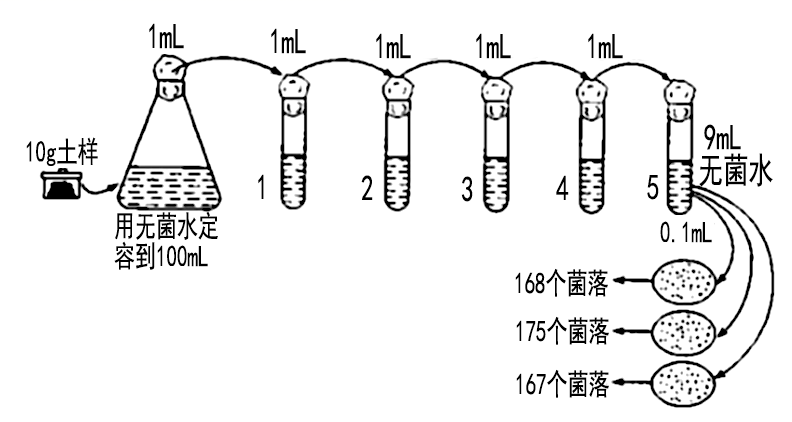 1mL
1mL
1mL
1mL
1mL
10g土样
9mL
无菌水
1
2
3
4
5
用无菌水定
容到100mL
0.1mL
168个菌落
175个菌落
167个菌落